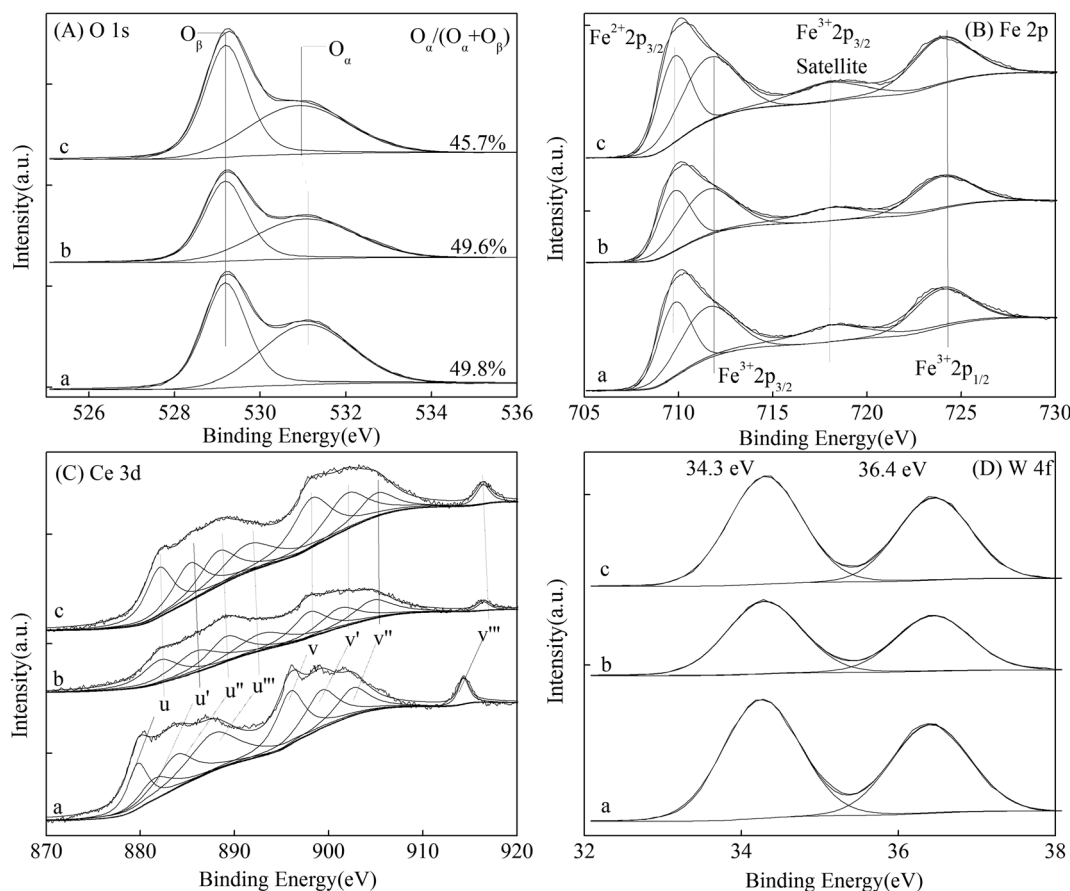 (A) O 1s
Oβ
Oα
Oα/(Oα+Oβ)
c
45.7%
b
49.6%
a
49.8%
526 528 530 532 534 536
Binding Energy(eV)
Intensity(a.u.)
(B) Fe 2p
Fe²⁺2p₃/₂
Fe³⁺2p₃/₂
Satellite
c
b
a
Fe³⁺2p₃/₂
Fe³⁺2p₁/₂
705 710 715 720 725 730
Binding Energy(eV)
Intensity(a.u.)
(C) Ce 3d
c
b
a
u
u'
u''
u'''
v
v'
v''
v'''
870 880 890 900 910 920
Binding Energy(eV)
Intensity(a.u.)
(D) W 4f
34.3 eV
36.4 eV
c
b
a
32 34 36 38
Binding Energy(eV)
Intensity(a.u.)